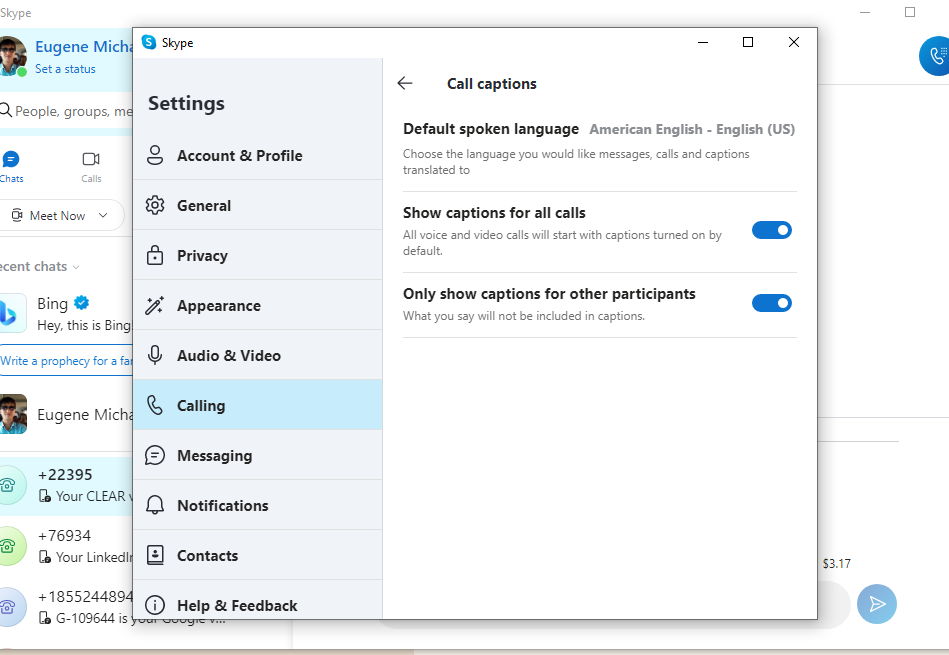 Skype
Eugene Micha
Set a status
People, groups, me
Chats
Calls
Meet Now
ecent chats
Bing
Hey, this is Bing
Write a prophecy for a far
Eugene Micha
+22395
Your CLEAR v
+76934
Your LinkedIn
+1855244894
G-109644 is your Google v...
Skype
Settings
Account & Profile
General
Privacy
Appearance
Audio & Video
Calling
Messaging
Notifications
Contacts
Help & Feedback
Call captions
Default spoken language American English - English (US)
Choose the language you would like messages, calls and captions
translated to
Show captions for all calls
All voice and video calls will start with captions turned on by
default.
Only show captions for other participants
What you say will not be included in captions.
$3.17